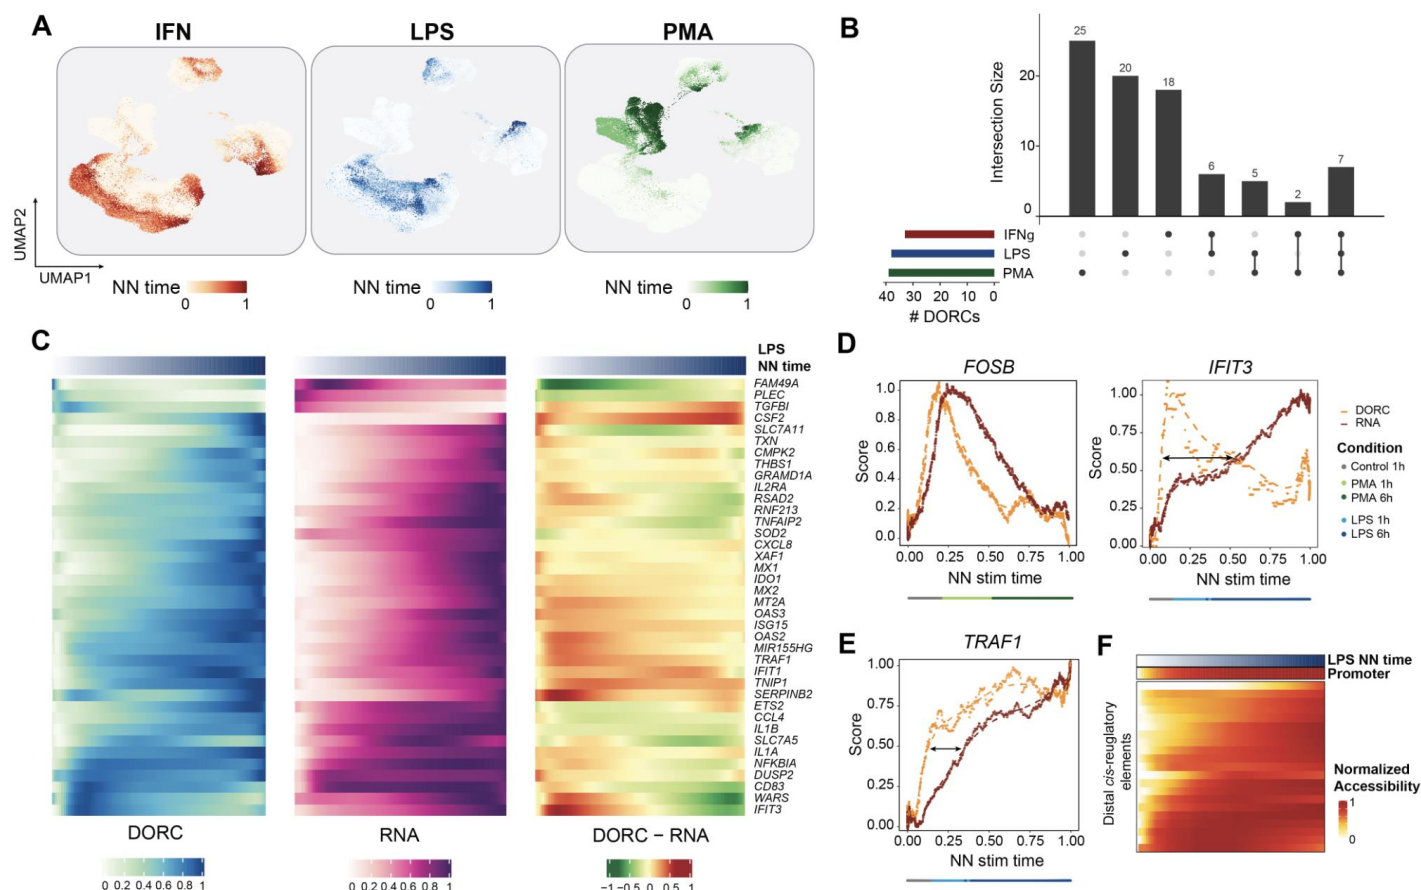 A
IFN
LPS
PMA
UMAP2
UMAP1
NN time
0
1
NN time
0
1
NN time
0
1
B
Intersection Size
20
10
0
25
20
18
6
5
2
7
IFNg
LPS
PMA
40
30
20
10
0
# DORCs
C
LPS
NN time
FAM49A
PLEC
TGFBI
CSF2
SLC7A11
TXN
CMPK2
THBS1
GRAMD1A
IL2RA
RSAD2
RNF213
TNFAIP2
SOD2
CXCL8
XAF1
MX1
IDO1
MX2
MT2A
OAS3
ISG15
OAS2
MIR155HG
TRAF1
IFIT1
TNIP1
SERPINB2
ETS2
CCL4
IL1B
SLC7A5
IL1A
NFKBIA
DUSP2
CD83
WARS
IFIT3
DORC
RNA
DORC − RNA
0 0.2 0.4 0.6 0.8 1
0 0.2 0.4 0.6 0.8 1
−1 −0.5 0 0.5 1
D
FOSB
Score
1.0
0.8
0.6
0.4
0.2
0.0
0.00 0.25 0.50 0.75 1.00
NN stim time
IFIT3
Score
1.00
0.75
0.50
0.25
0.00
0.00 0.25 0.50 0.75 1.00
NN stim time
DORC
RNA
Condition
Control 1h
PMA 1h
PMA 6h
LPS 1h
LPS 6h
E
TRAF1
Score
1.00
0.75
0.50
0.25
0.00
0.00 0.25 0.50 0.75 1.00
NN stim time
F
LPS NN time
Promoter
Distal cis-reuglatory
elements
Normalized
Accessibility
1
0